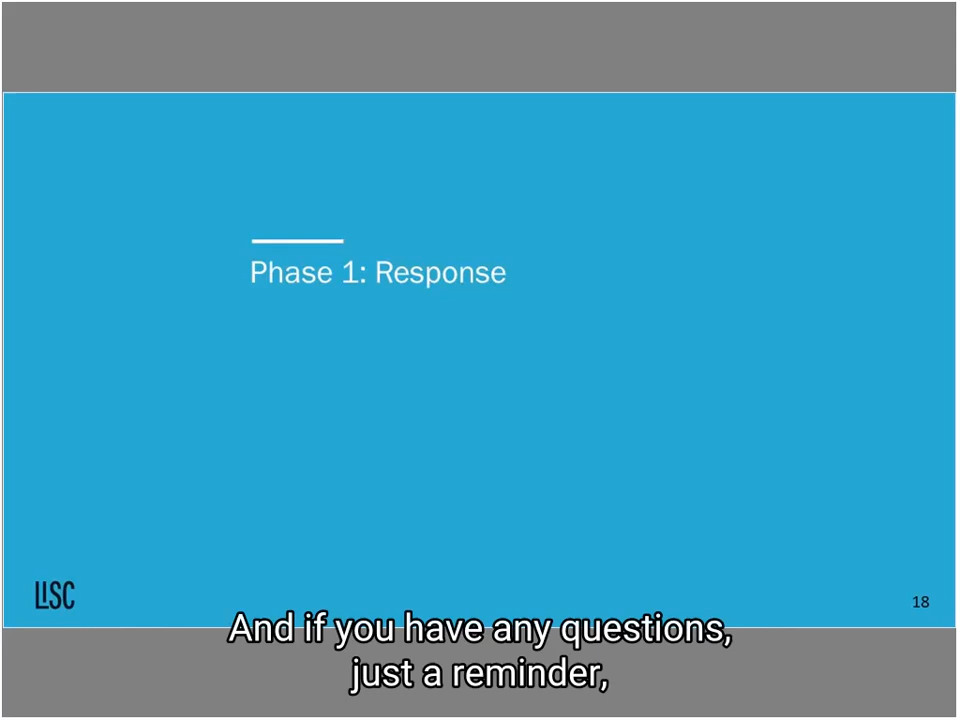 Phase 1: Response
LISC
18
And if you have any questions,
just a reminder,